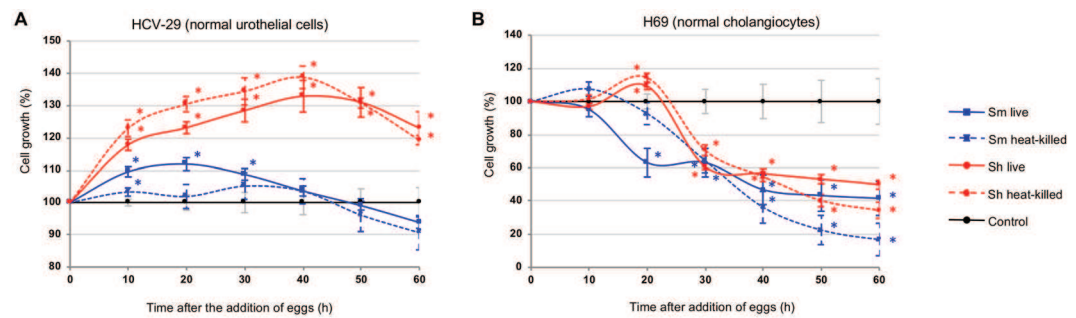 A
HCV-29 (normal urothelial cells)
150
140
130
120
110
100
90
80
Cell growth (%)
0 10 20 30 40 50 60
Time after the addition of eggs (h)
B
H69 (normal cholangiocytes)
140
120
100
80
60
40
20
0
Cell growth (%)
0 10 20 30 40 50 60
Time after addition of eggs (h)
Sm live
Sm heat-killed
Sh live
Sh heat-killed
Control